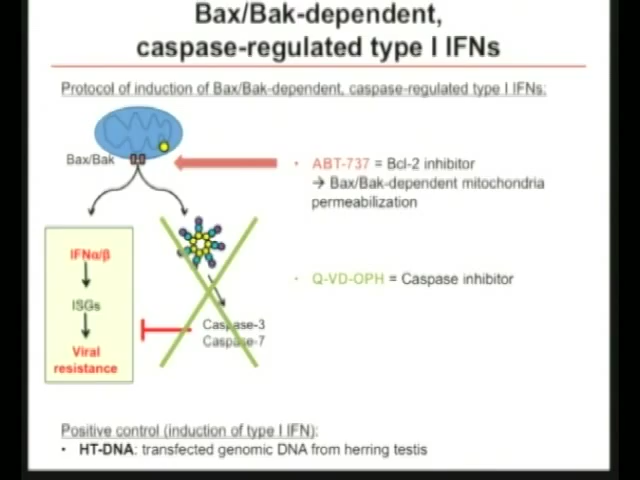 Bax/Bak-dependent,
caspase-regulated type I IFNs
Protocol of induction of Bax/Bak-dependent, caspase-regulated type I IFNs:
Bax/Bak
• ABT-737 = Bcl-2 inhibitor
→ Bax/Bak-dependent mitochondria
permeabilization
IFNα/β
ISGs
Viral
resistance
• Q-VD-OPH = Caspase inhibitor
Caspase-3
Caspase-7
Positive control (induction of type I IFN):
• HT-DNA: transfected genomic DNA from herring testis